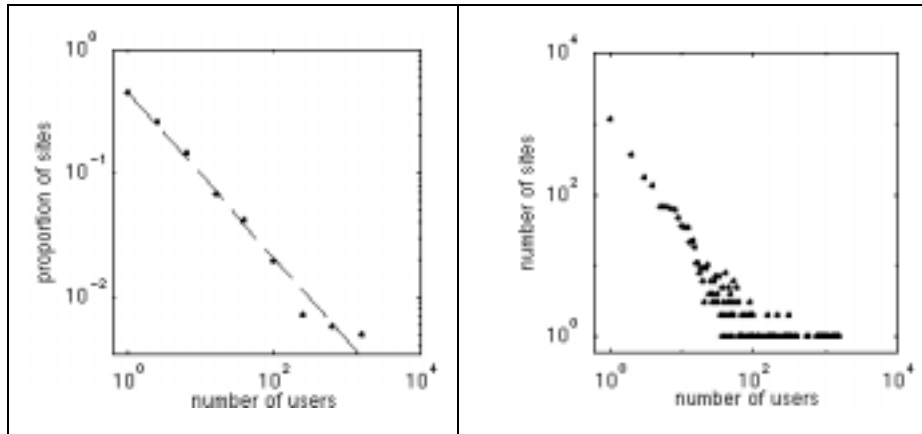 proportion of sites
10^0
10^-1
10^-2
10^0 10^2 10^4
number of users
number of sites
10^4
10^2
10^0
10^0 10^2 10^4
number of users